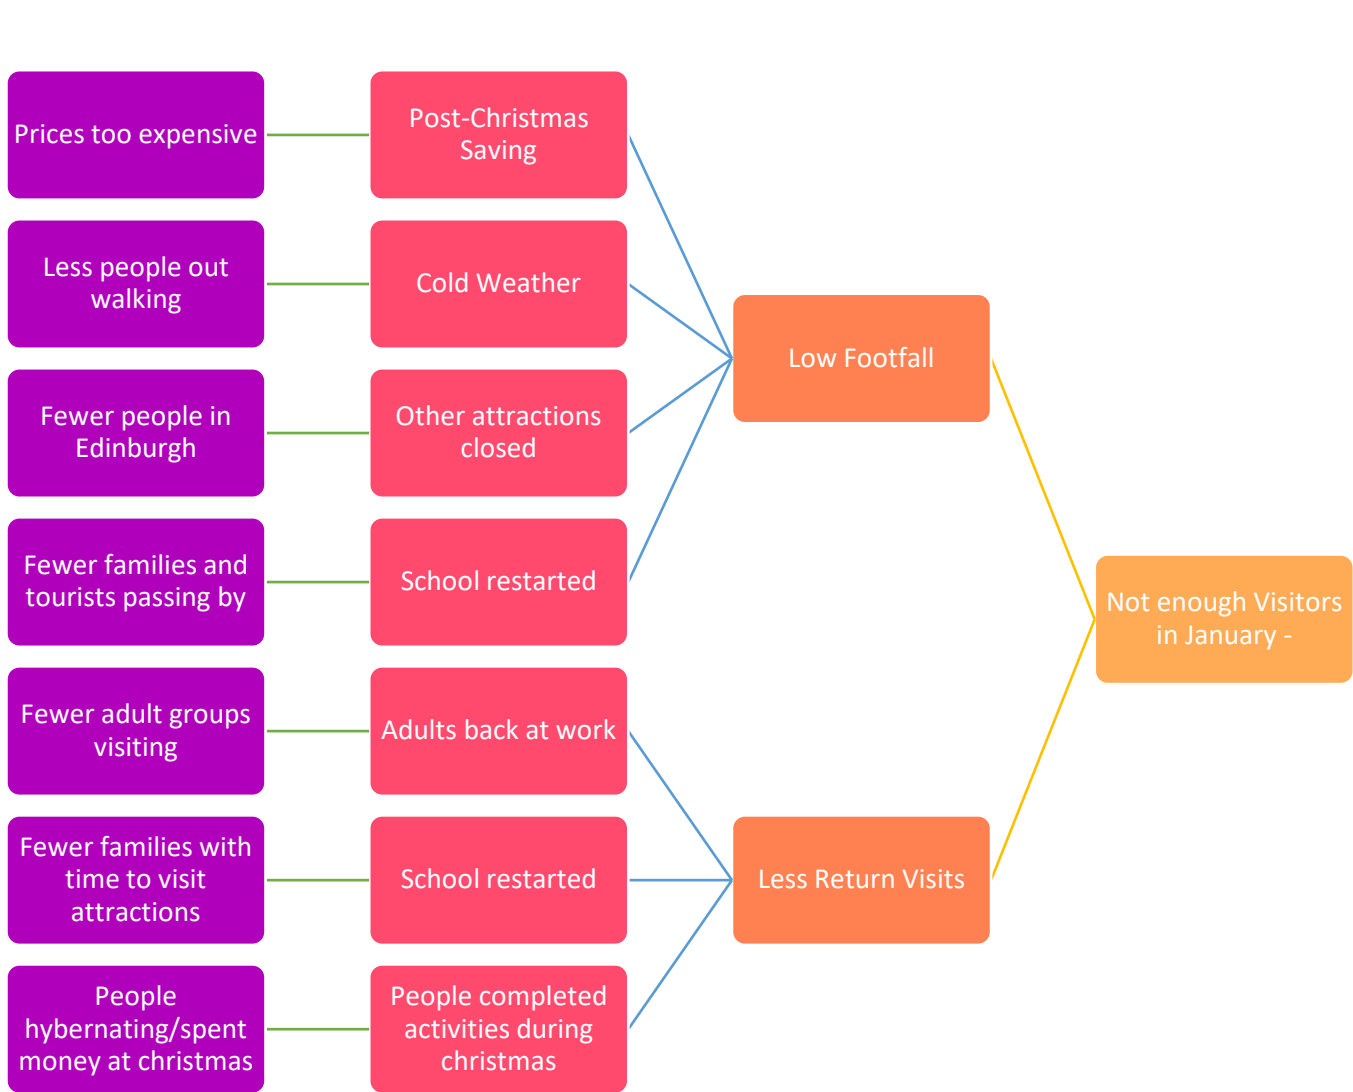 Prices too expensive
Post-Christmas
Saving
Less people out
walking
Cold Weather
Low Footfall
Fewer people in
Edinburgh
Other attractions
closed
Fewer families and
tourists passing by
School restarted
Not enough Visitors
in January -
Fewer adult groups
visiting
Adults back at work
Fewer families with
time to visit
attractions
School restarted
Less Return Visits
People
hybernating/spent
money at christmas
People completed
activities during
christmas